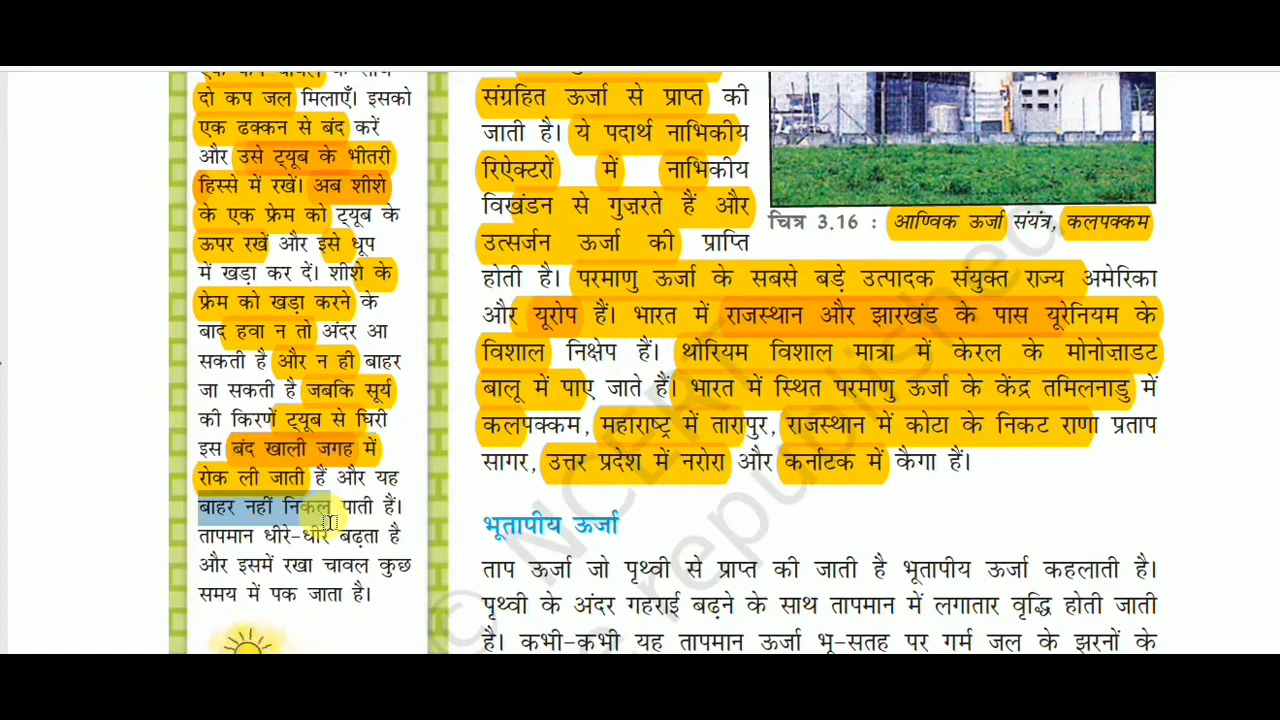 दो कप जल मिलाएँ। इसको
एक ढक्कन से बंद करें
और उसे ट्यूब के भीतरी
हिस्से में रखें। अब शीशे
के एक फ्रेम को ट्यूब के
ऊपर रखें और इसे धूप
में खड़ा कर दें। शीशे के
फ्रेम को खड़ा करने के
बाद हवा न तो अंदर आ
सकती है और न ही बाहर
जा सकती है जबकि सूर्य
की किरणें ट्यूब से घिरी
इस बंद खाली जगह में
रोक ली जाती हैं और यह
बाहर नहीं निकल पाती हैं।
तापमान धीरे-धीरे बढ़ता है
और इसमें रखा चावल कुछ
समय में पक जाता है।
संग्रहित ऊर्जा से प्राप्त की
जाती है। ये पदार्थ नाभिकीय
रिऐक्टरों में नाभिकीय
विखंडन से गुज़रते हैं और
उत्सर्जन ऊर्जा की प्राप्ति
होती है। परमाणु ऊर्जा के सबसे बड़े उत्पादक संयुक्त राज्य अमेरिका
और यूरोप हैं। भारत में राजस्थान और झारखंड के पास यूरेनियम के
विशाल निक्षेप हैं। थोरियम विशाल मात्रा में केरल के मोनोज़ाडट
बालू में पाए जाते हैं। भारत में स्थित परमाणु ऊर्जा के केंद्र तमिलनाडु में
कलपक्कम, महाराष्ट्र में तारापुर, राजस्थान में कोटा के निकट राणा प्रताप
सागर, उत्तर प्रदेश में नरोरा और कर्नाटक में कैगा हैं।
चित्र 3.16 : आण्विक ऊर्जा संयंत्र, कलपक्कम
भूतापीय ऊर्जा
ताप ऊर्जा जो पृथ्वी से प्राप्त की जाती है भूतापीय ऊर्जा कहलाती है।
पृथ्वी के अंदर गहराई बढ़ने के साथ तापमान में लगातार वृद्धि होती जाती
है। कभी-कभी यह तापमान ऊर्जा भू-सतह पर गर्म जल के झरनों के
© NCERT
republished